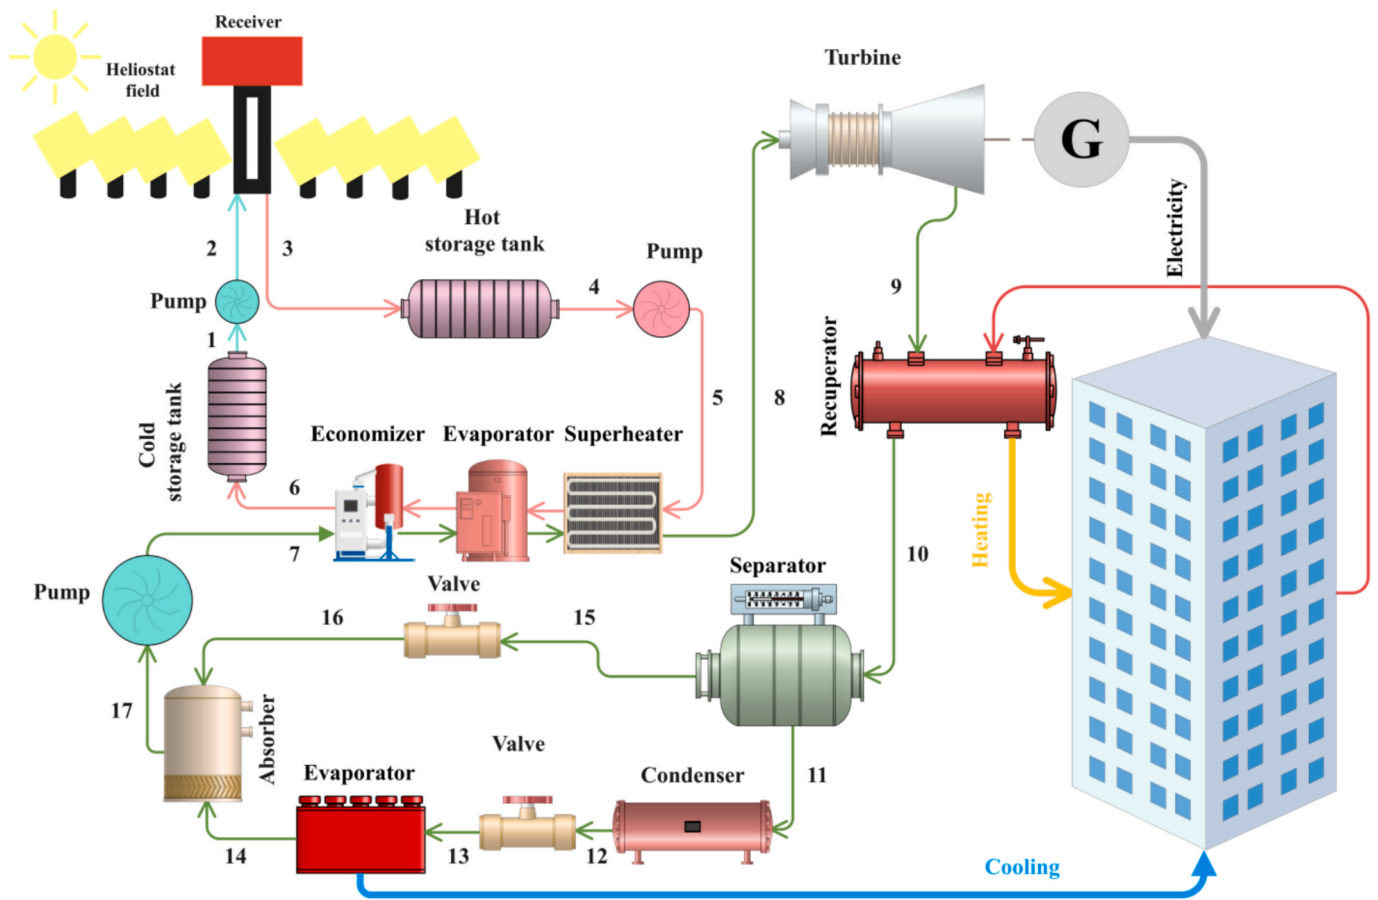 Receiver
Heliostat
field
Turbine
G
Electricity
Hot
storage tank
Pump
2
3
4
Pump
1
9
Cold
storage tank
5
8
Recuperator
Economizer
Evaporator
Superheater
6
7
10
Heating
Pump
Valve
Separator
16
15
17
Absorber
Valve
Evaporator
Condenser
11
14
13
12
Cooling